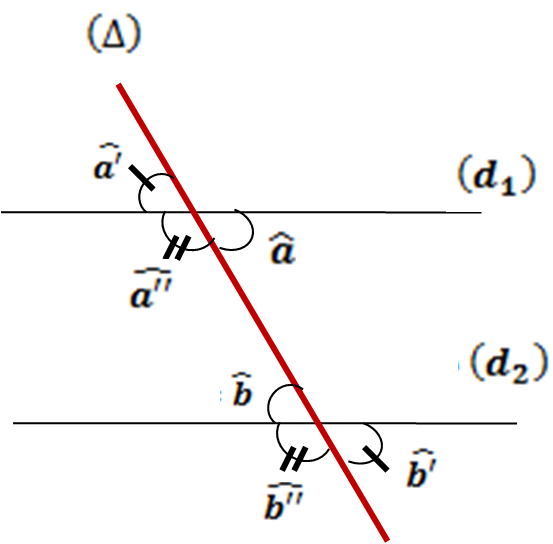 (Δ)
â'
(d₁)
â
â''
(d₂)
b̂
b̂'
b̂''